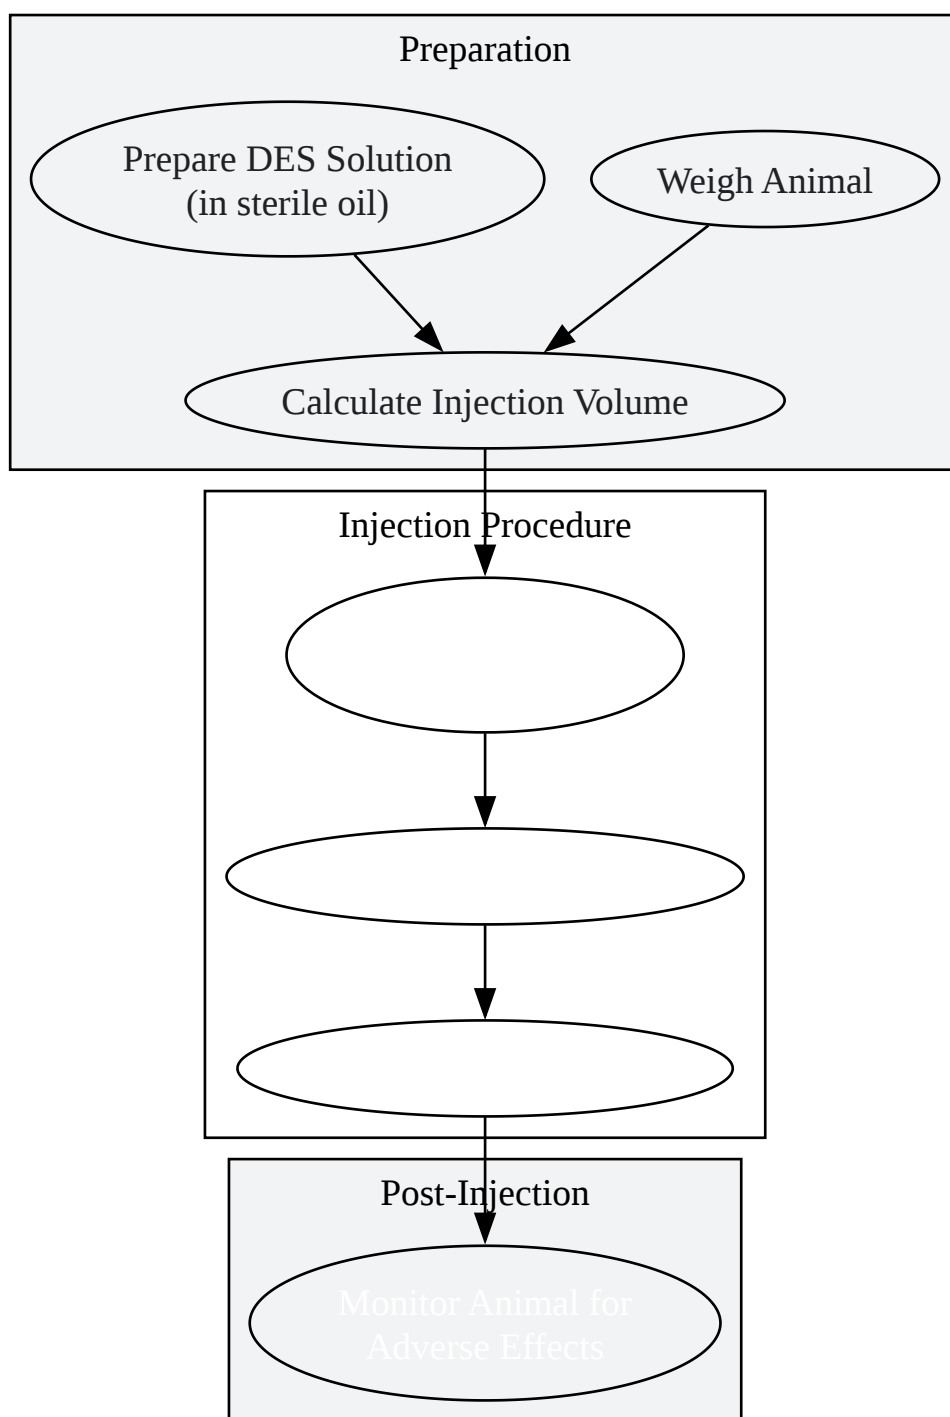 Preparation
Prepare DES Solution
(in sterile oil)
Weigh Animal
Calculate Injection Volume
Injection Procedure
Post-Injection
Monitor Animal for
Adverse Effects